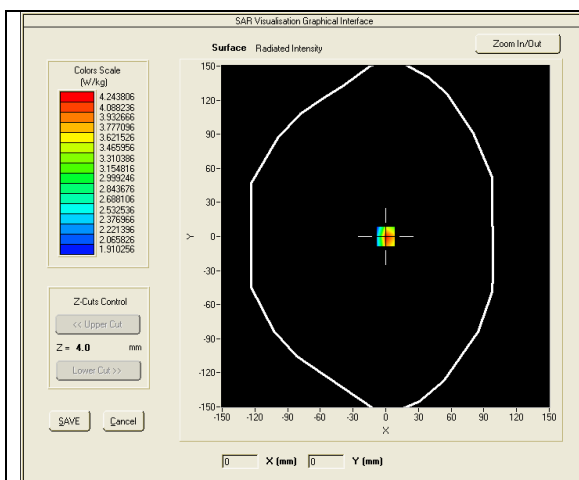 SAR Visualisation Graphical Interface
Surface Radiated Intensity
Zoom In/Out
Colors Scale
(W/kg)
4.243806
4.088236
3.932666
3.777096
3.621526
3.465956
3.310386
3.154816
2.999246
2.843676
2.688106
2.532536
2.376966
2.221396
2.065826
1.910256
Z-Cuts Control
<< Upper Cut
Z = 4.0 mm
Lower Cut >>
SAVE Cancel
150
120
90
60
30
0
-30
-60
-90
-120
-150
Y
-150 -120 -90 -60 -30 0 30 60 90 120 150
X
0 X (mm) 0 Y (mm)